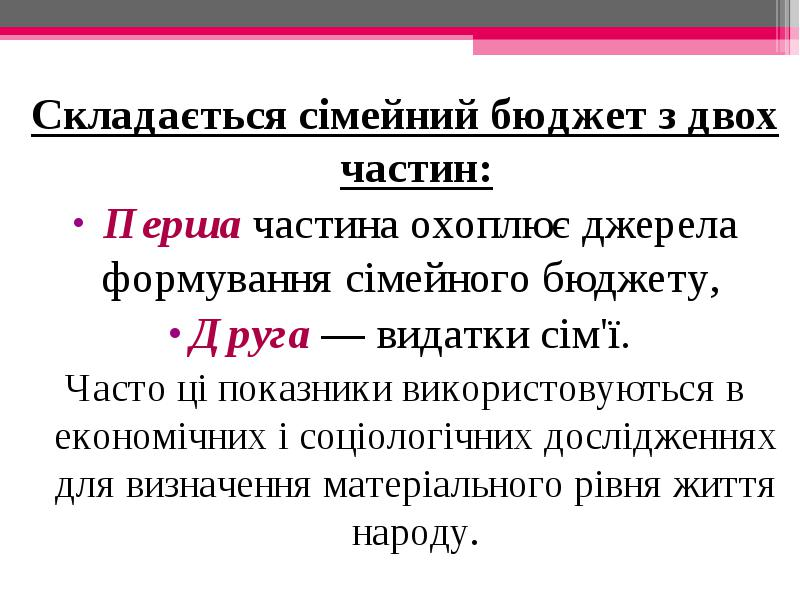 Складається сімейний бюджет з двох
частин:
• Перша частина охоплює джерела
формування сімейного бюджету,
• Друга — видатки сім'ї.
Часто ці показники використовуються в
економічних і соціологічних дослідженнях
для визначення матеріального рівня життя
народу.